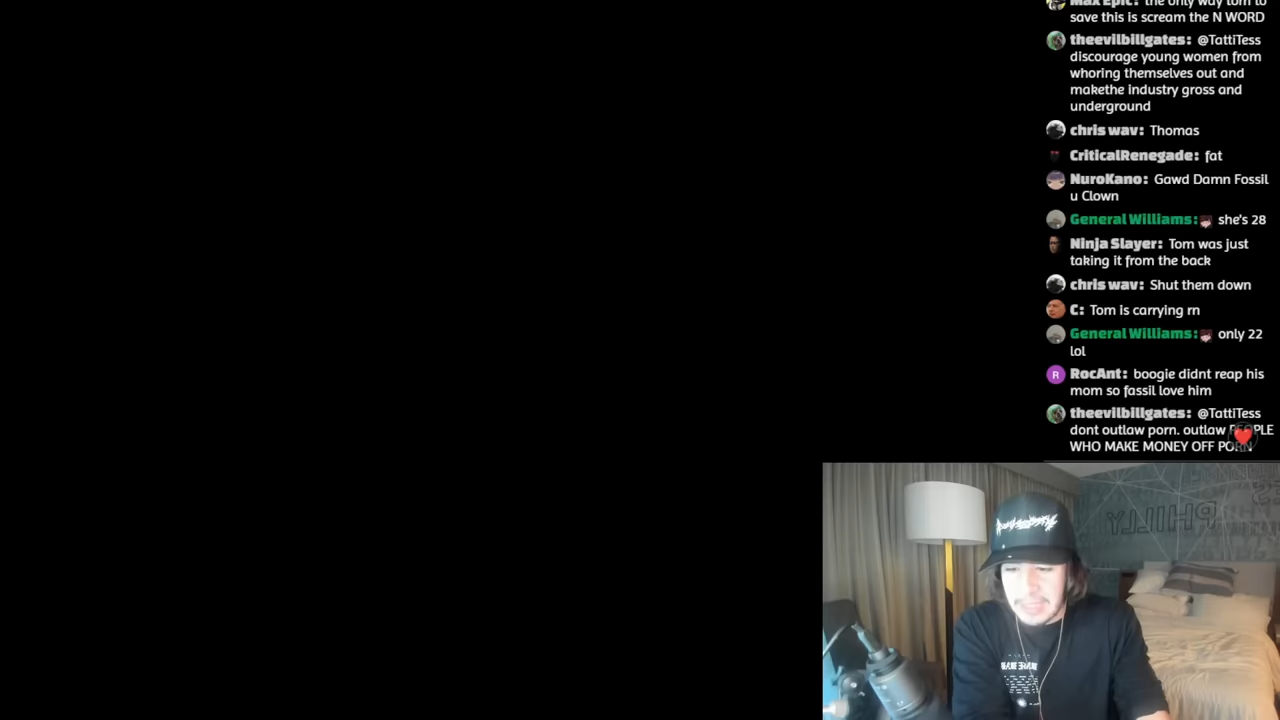 Max Epic: the only way tom to
save this is scream the N WORD
theevilbillgates: @TattiTess
discourage young women from
whoring themselves out and
makethe industry gross and
underground
chris wav: Thomas
CriticalRenegade: fat
NuroKano: Gawd Damn Fossil
u Clown
General Williams: she's 28
Ninja Slayer: Tom was just
taking it from the back
chris wav: Shut them down
C: Tom is carrying rn
General Williams: only 22
lol
R RocAnt: boogie didnt reap his
mom so fassil love him
theevilbillgates: @TattiTess
dont outlaw porn. outlaw PEOPLE
WHO MAKE MONEY OFF PORN
PHILLY